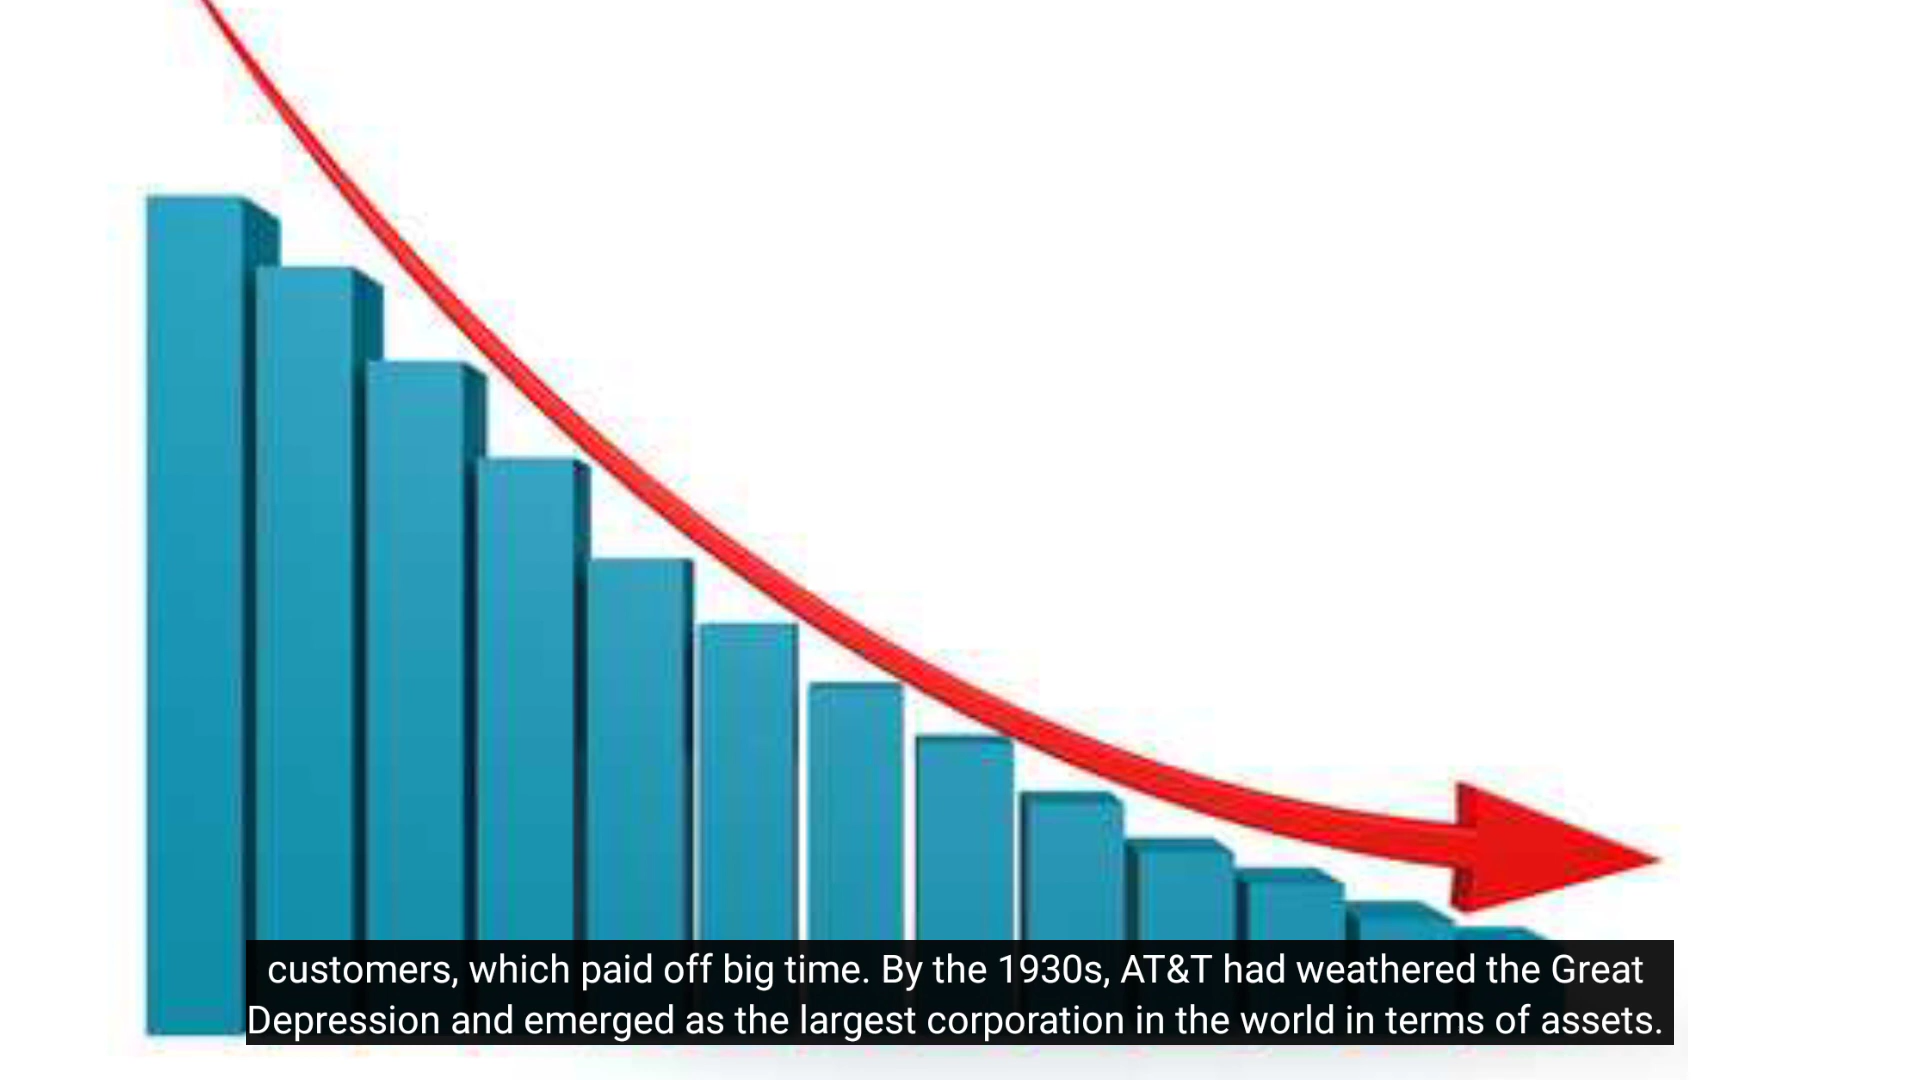 customers, which paid off big time. By the 1930s, AT&T had weathered the Great
Depression and emerged as the largest corporation in the world in terms of assets.